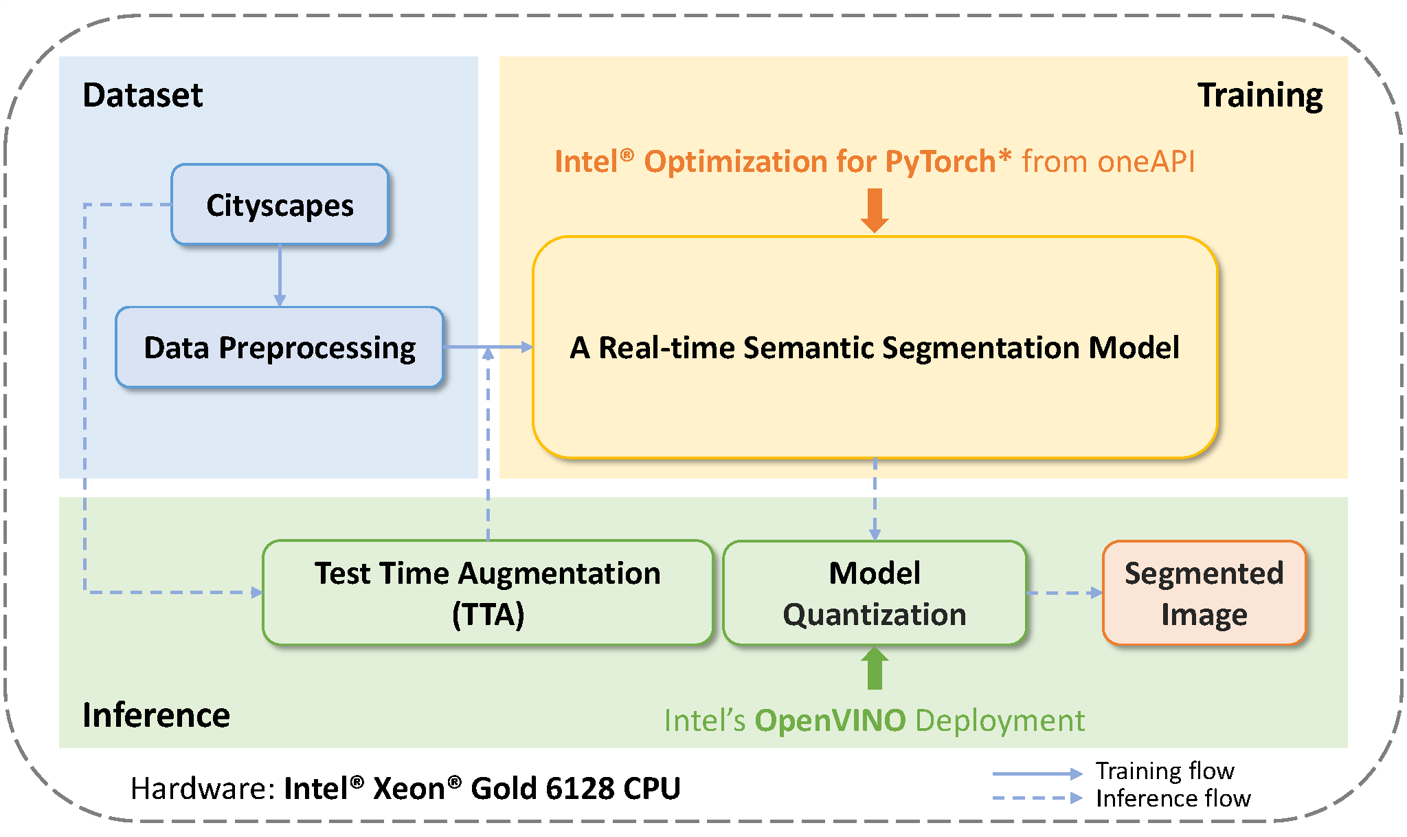 Dataset
Training
Intel® Optimization for PyTorch* from oneAPI
Cityscapes
Data Preprocessing
A Real-time Semantic Segmentation Model
Test Time Augmentation
(TTA)
Model
Quantization
Segmented
Image
Inference
Intel's OpenVINO Deployment
Hardware: Intel® Xeon® Gold 6128 CPU
Training flow
Inference flow